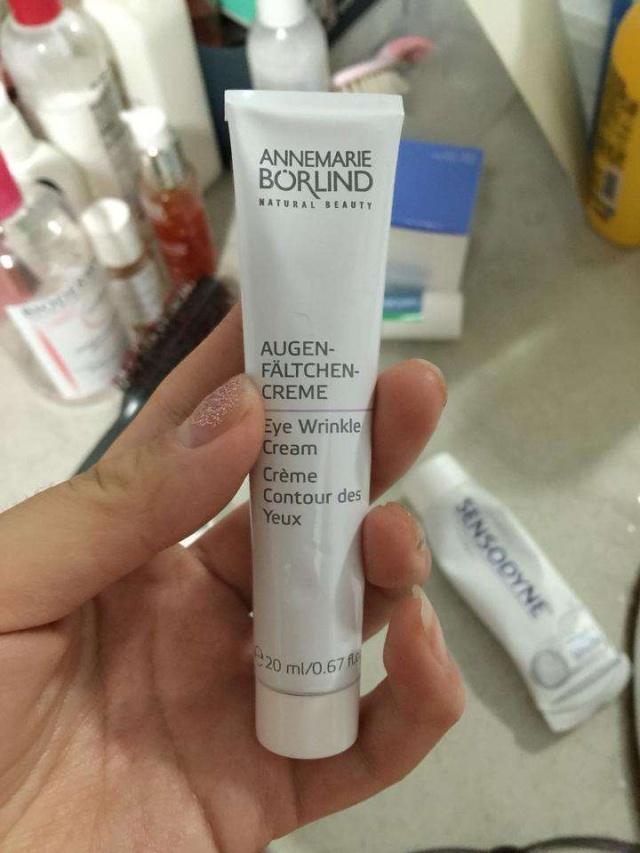 ANNEMARIE
BÖRLIND
NATURAL BEAUTY
AUGEN-
FÄLTCHEN-
CREME
Eye Wrinkle
Cream
Crème
Contour des
Yeux
20 ml/0.67 fl.o
SENSODYNE